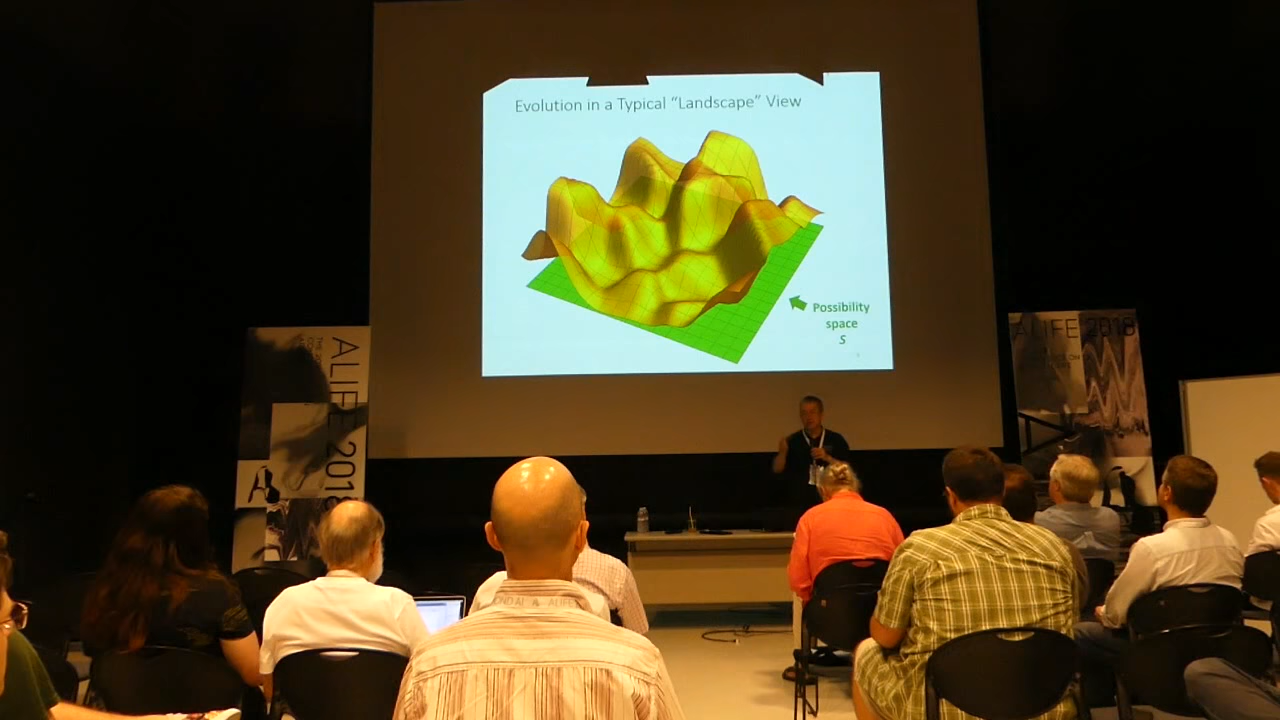 Evolution in a Typical "Landscape" View
Possibility
space
S
ALIFE 2018
ALIFE 2018
A